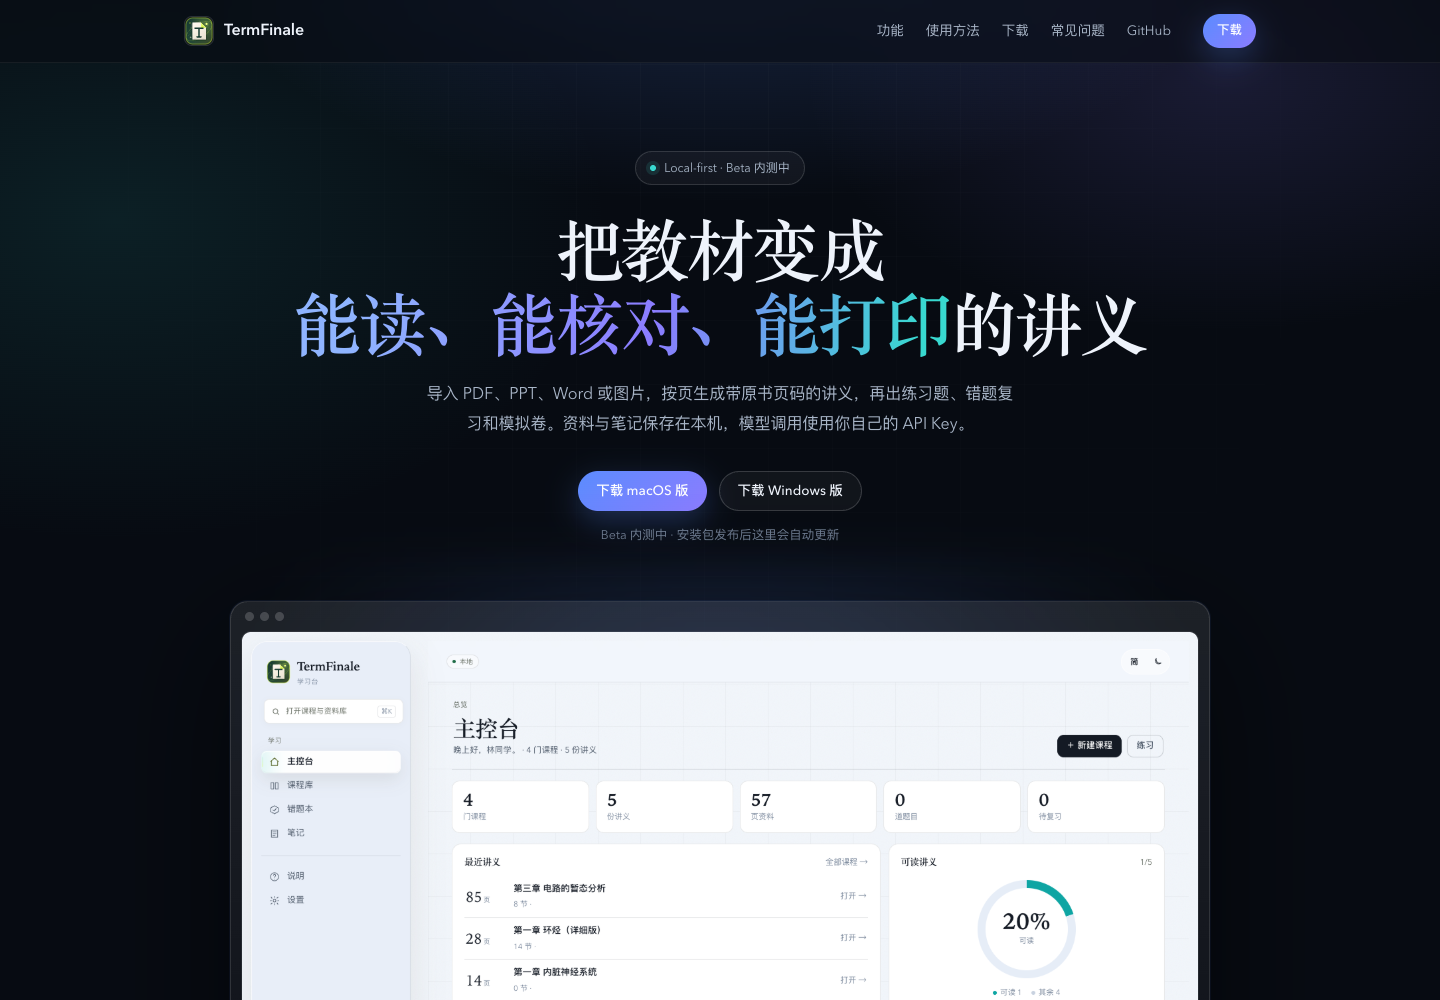 TermFinale
功能 使用方法 下载 常见问题 GitHub 下载
Local-first · Beta 内测中
把教材变成
能读、能核对、能打印的讲义
导入 PDF、PPT、Word 或图片，按页生成带原书页码的讲义，再出练习题、错题复
习和模拟卷。资料与笔记保存在本机，模型调用使用你自己的 API Key。
下载 macOS 版 下载 Windows 版
Beta 内测中 · 安装包发布后这里会自动更新
TermFinale
学习台
打开课程与资料库 ⌘K
学习
主控台
课程库
错题本
笔记
说明
设置
本地
简
总览
主控台
晚上好，林同学。 · 4 门课程 · 5 份讲义
+ 新建课程 练习
4
门课程
5
份讲义
57
页资料
0
道题目
0
待复习
最近讲义 全部课程 →
85 页 第三章 电路的暂态分析 打开 →
8 节 ·
28 页 第一章 环烃（详细版） 打开 →
14 节
14 页 第一章 内脏神经系统 打开 →
0 节 ·
可读讲义 1/5
20%
可读
可读 1 其余 4